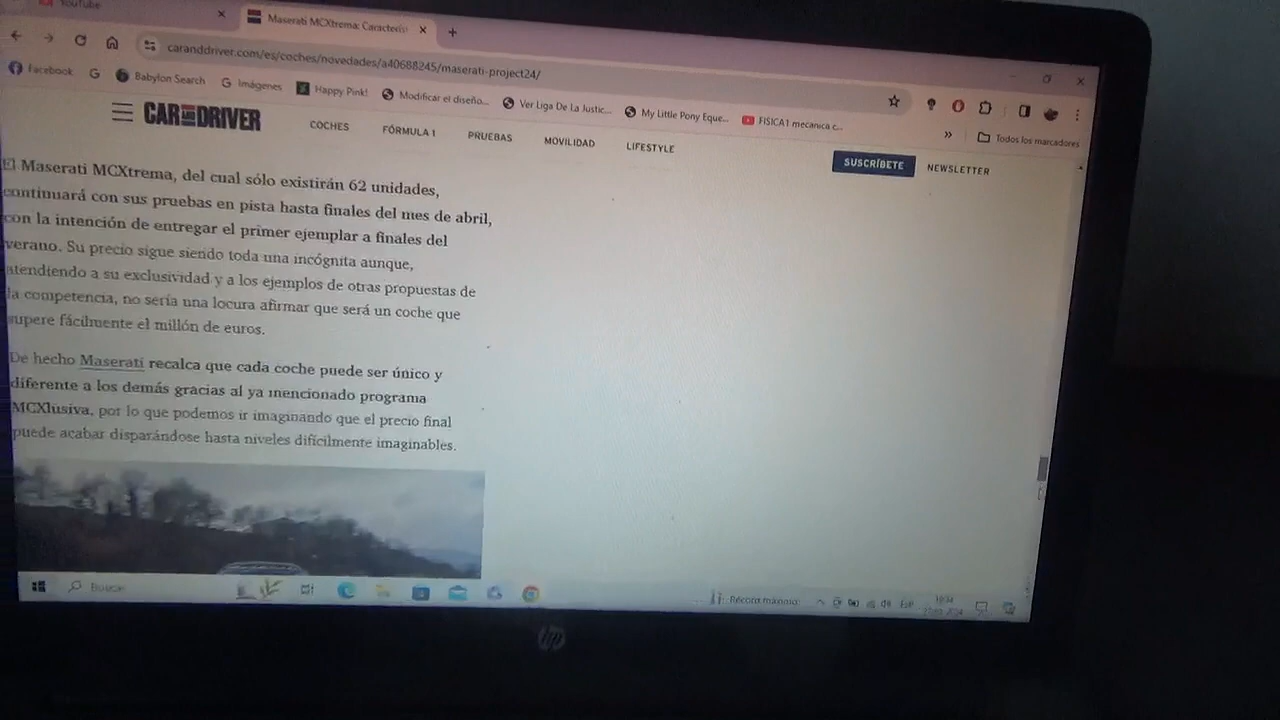 YouTube
Maserati MCXtrema: Caracterís
caranddriver.com/es/coches/novedades/a40688245/maserati-project24/
Facebook
Babylon Search
Imágenes
Happy Pink!
Modificar el diseño...
Ver Liga De La Justic...
My Little Pony Eque...
FISICA1 mecanica c...
Todos los marcadores
CAR AND DRIVER
COCHES
FÓRMULA 1
PRUEBAS
MOVILIDAD
LIFESTYLE
SUSCRÍBETE
NEWSLETTER
El Maserati MCXtrema, del cual sólo existirán 62 unidades,
continuará con sus pruebas en pista hasta finales del mes de abril,
con la intención de entregar el primer ejemplar a finales del
verano. Su precio sigue siendo toda una incógnita aunque,
atendiendo a su exclusividad y a los ejemplos de otras propuestas de
la competencia, no sería una locura afirmar que será un coche que
supere fácilmente el millón de euros.
De hecho Maserati recalca que cada coche puede ser único y
diferente a los demás gracias al ya mencionado programa
MCXlusiva, por lo que podemos ir imaginando que el precio final
puede acabar disparándose hasta niveles difícilmente imaginables.
Buscar
Récord máximo
ESP
hp